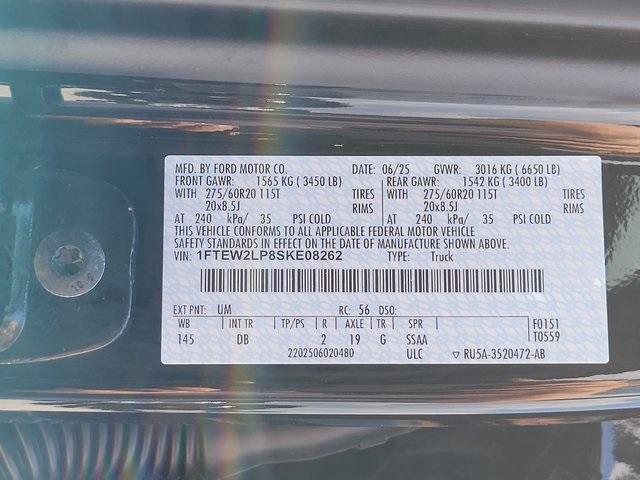 MFD. BY FORD MOTOR CO. DATE: 06/25 GVWR: 3016 KG (6650 LB)
FRONT GAWR: 1565 KG (3450 LB) REAR GAWR: 1542 KG (3400 LB)
WITH 275/60R20 115T TIRES WITH 275/60R20 115T TIRES
20x8.5J RIMS 20x8.5J RIMS
AT 240 kPa/ 35 PSI COLD AT 240 kPa/ 35 PSI COLD
THIS VEHICLE CONFORMS TO ALL APPLICABLE FEDERAL MOTOR VEHICLE
SAFETY STANDARDS IN EFFECT ON THE DATE OF MANUFACTURE SHOWN ABOVE.
VIN: 1FTEW2LP8SKE08262 TYPE: Truck
EXT PNT: UM RC: 56 DSO:
WB INT TR TP/PS R AXLE TR SPR F0151
145 DB 2 19 G SSAA T0559
2202506020480 ULC ▽ RU5A-3520472-AB